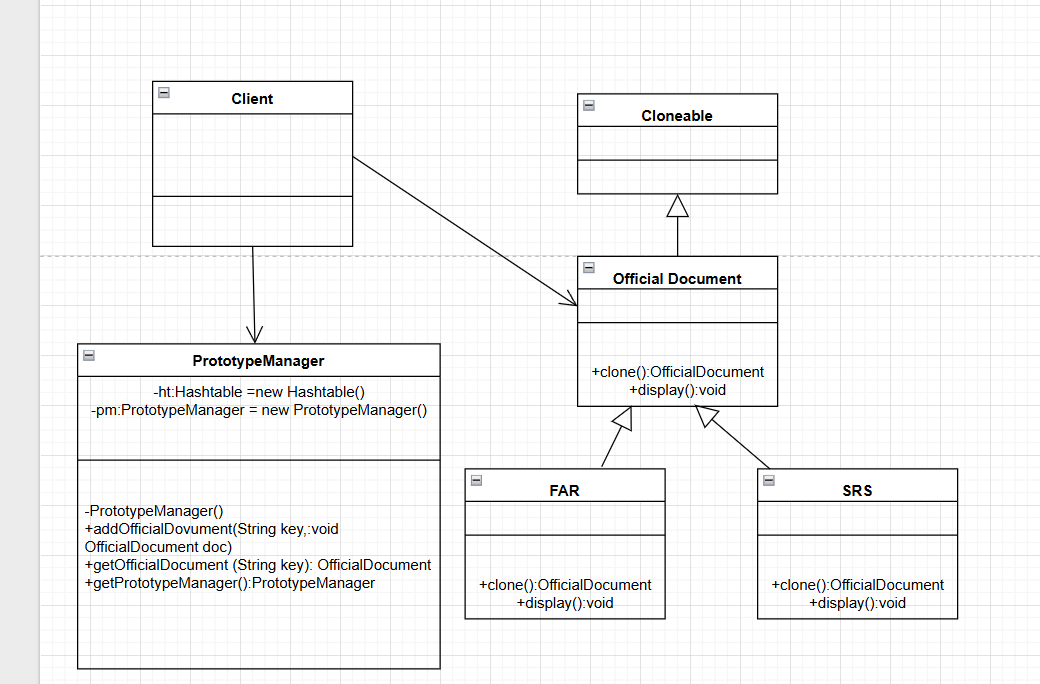 Client
Cloneable
Official Document
+clone():OfficialDocument
+display():void
PrototypeManager
-ht:Hashtable =new Hashtable()
-pm:PrototypeManager = new PrototypeManager()
-PrototypeManager()
+addOfficialDovument(String key,:void
OfficialDocument doc)
+getOfficialDocument (String key): OfficialDocument
+getPrototypeManager():PrototypeManager
FAR
+clone():OfficialDocument
+display():void
SRS
+clone():OfficialDocument
+display():void